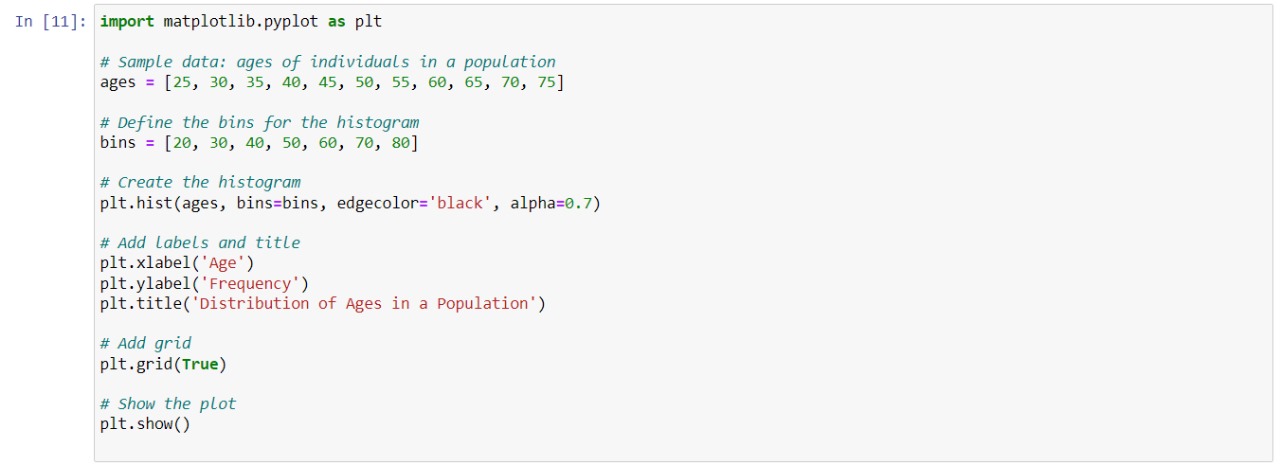 In [11]: import matplotlib.pyplot as plt
# Sample data: ages of individuals in a population
ages = [25, 30, 35, 40, 45, 50, 55, 60, 65, 70, 75]
# Define the bins for the histogram
bins = [20, 30, 40, 50, 60, 70, 80]
# Create the histogram
plt.hist(ages, bins=bins, edgecolor='black', alpha=0.7)
# Add labels and title
plt.xlabel('Age')
plt.ylabel('Frequency')
plt.title('Distribution of Ages in a Population')
# Add grid
plt.grid(True)
# Show the plot
plt.show()